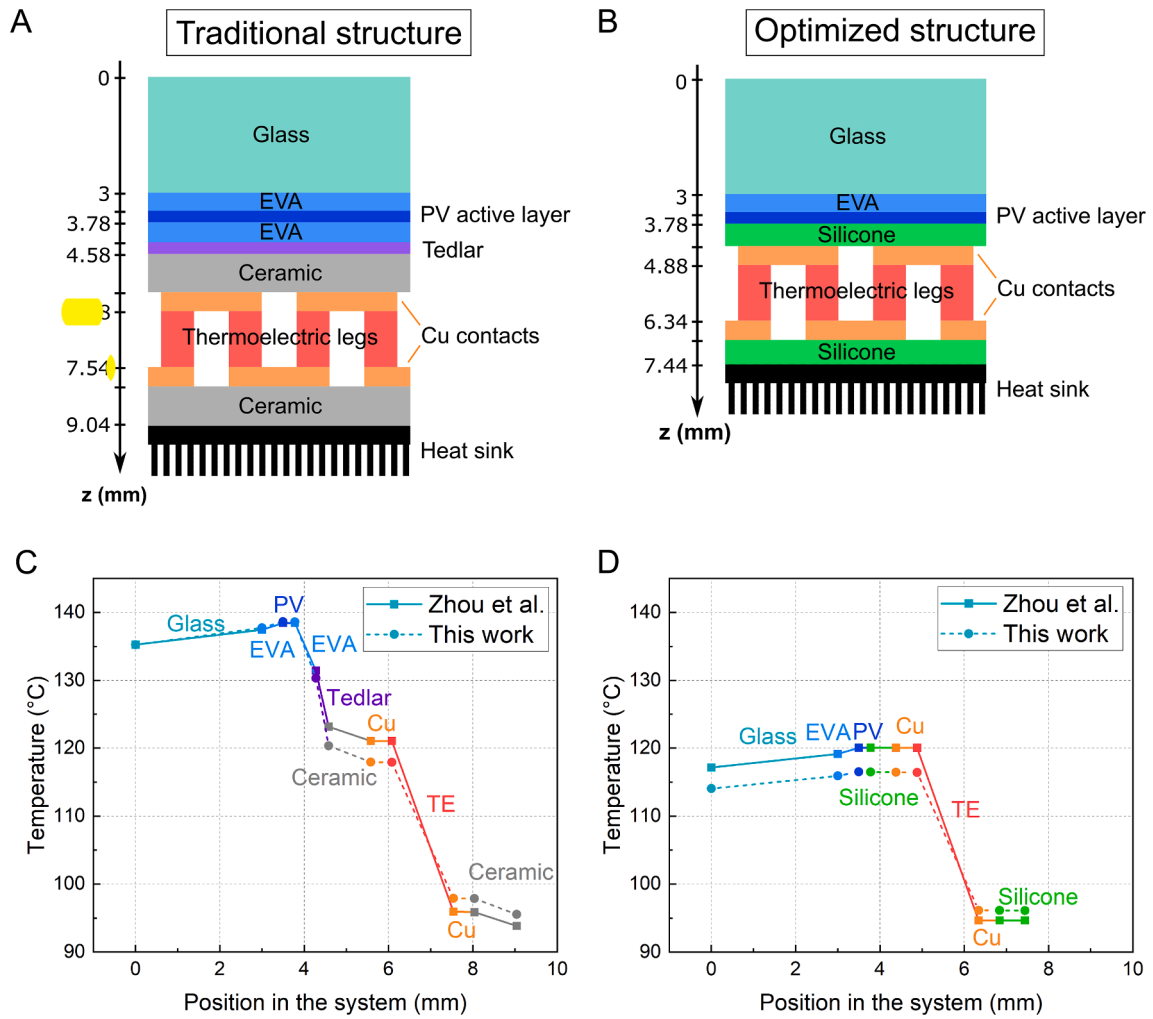 A
Traditional structure
0
3
3.78
4.58
7.54
9.04
z (mm)
Glass
EVA
EVA
Ceramic
Thermoelectric legs
Ceramic
PV active layer
Tedlar
Cu contacts
Heat sink
B
Optimized structure
0
3
3.78
4.88
6.34
7.44
z (mm)
Glass
EVA
Silicone
Thermoelectric legs
Silicone
PV active layer
Cu contacts
Heat sink
C
Temperature (°C)
140
130
120
110
100
90
0 2 4 6 8 10
Position in the system (mm)
Zhou et al.
This work
Glass
PV
EVA
EVA
Tedlar
Cu
Ceramic
TE
Ceramic
Cu
D
Temperature (°C)
140
130
120
110
100
90
0 2 4 6 8 10
Position in the system (mm)
Zhou et al.
This work
Glass
EVA
PV
Cu
Silicone
TE
Silicone
Cu